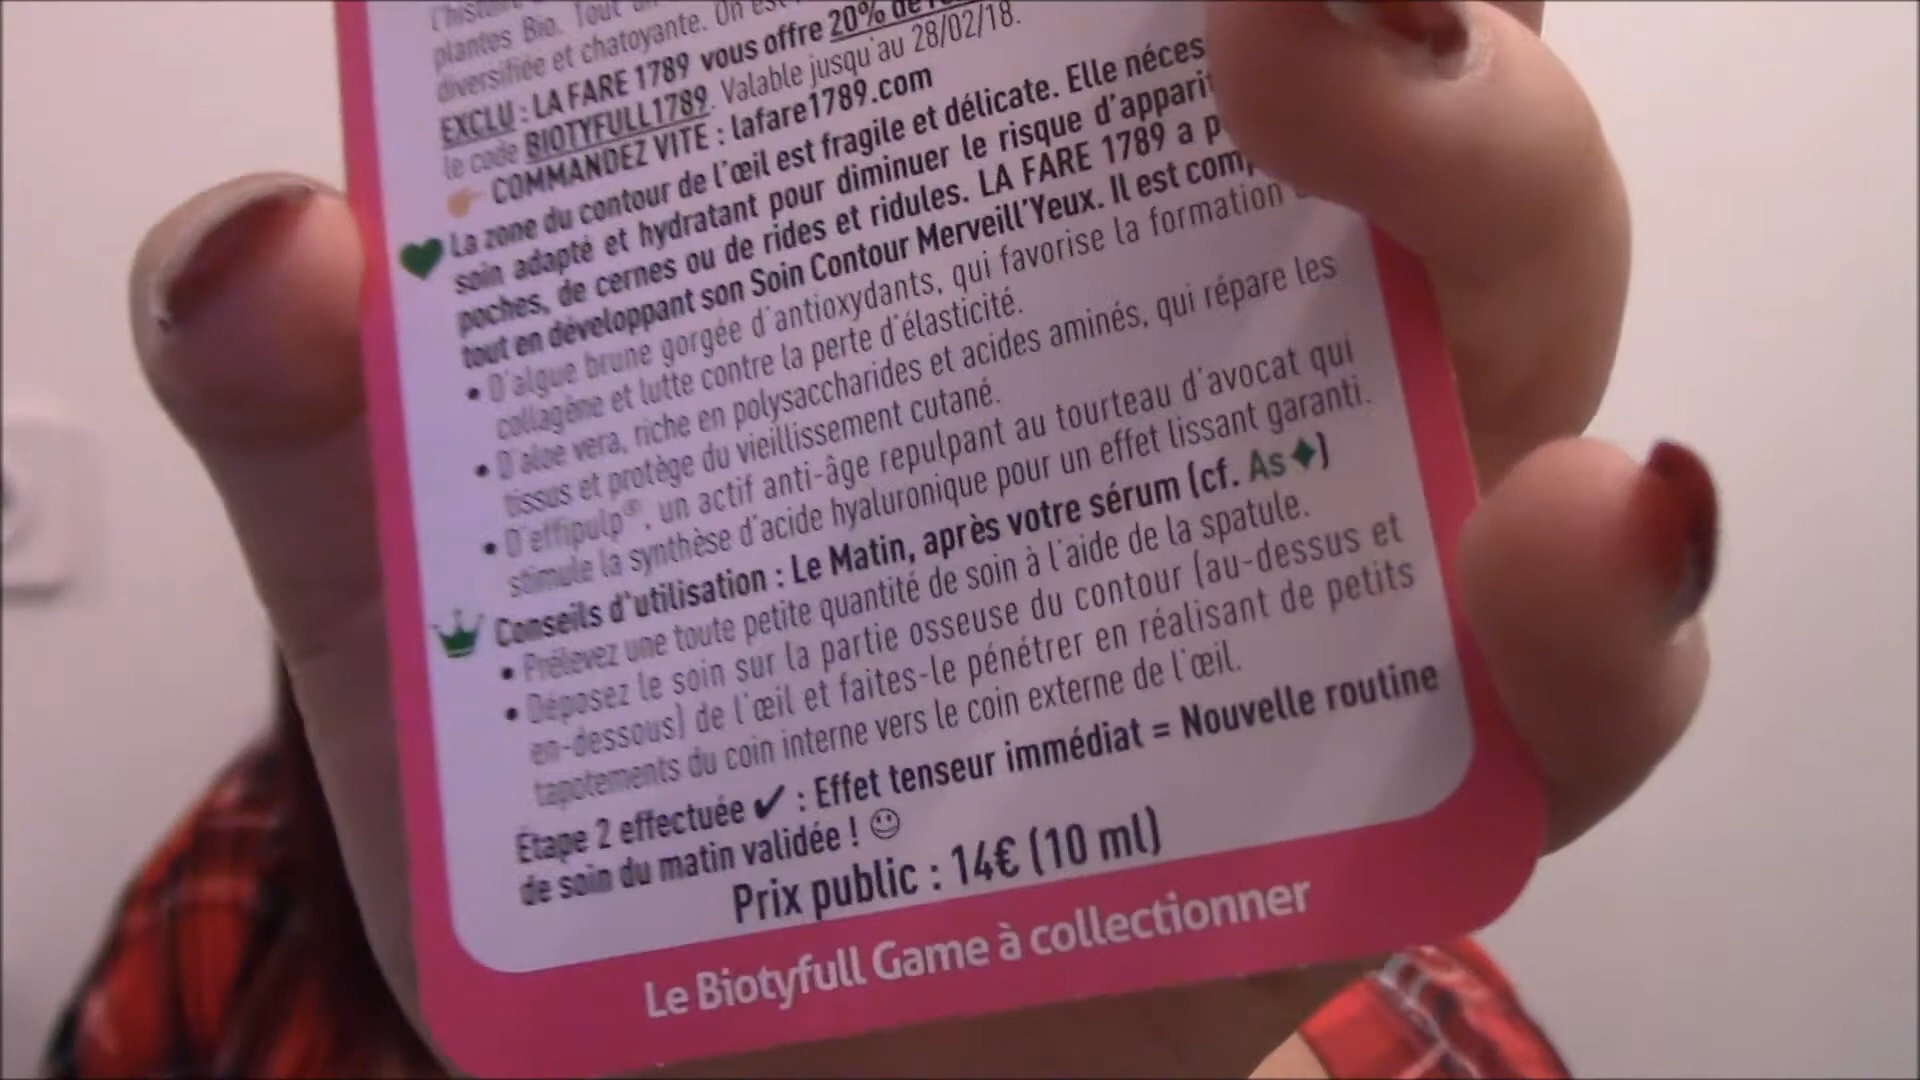 l'histoire
plantes Bio. Tout un
diversifiée et chatoyante. On est
EXCLU : LA FARE 1789 vous offre 20% de
le code BIOTYFULL1789. Valable jusqu'au 28/02/18.
COMMANDEZ VITE : lafare1789.com
La zone du contour de l'œil est fragile et délicate. Elle néces
soin adapté et hydratant pour diminuer le risque d'apparit
poches, de cernes ou de rides et ridules. LA FARE 1789 a p
tout en développant son Soin Contour Merveill'Yeux. Il est comp
• D'algue brune gorgée d'antioxydants, qui favorise la formation
collagène et lutte contre la perte d'élasticité.
• D'aloe vera, riche en polysaccharides et acides aminés, qui répare les
tissus et protège du vieillissement cutané.
• D'effipulp®, un actif anti-âge repulpant au tourteau d'avocat qui
stimule la synthèse d'acide hyaluronique pour un effet lissant garanti.
Conseils d'utilisation : Le Matin, après votre sérum (cf. As♦)
• Prélevez une toute petite quantité de soin à l'aide de la spatule.
• Déposez le soin sur la partie osseuse du contour (au-dessus et
en-dessous) de l'œil et faites-le pénétrer en réalisant de petits
tapotements du coin interne vers le coin externe de l'œil.
Étape 2 effectuée ✔ : Effet tenseur immédiat = Nouvelle routine
de soin du matin validée ! ☺
Prix public : 14€ (10 ml)
Le Biotyfull Game à collectionner